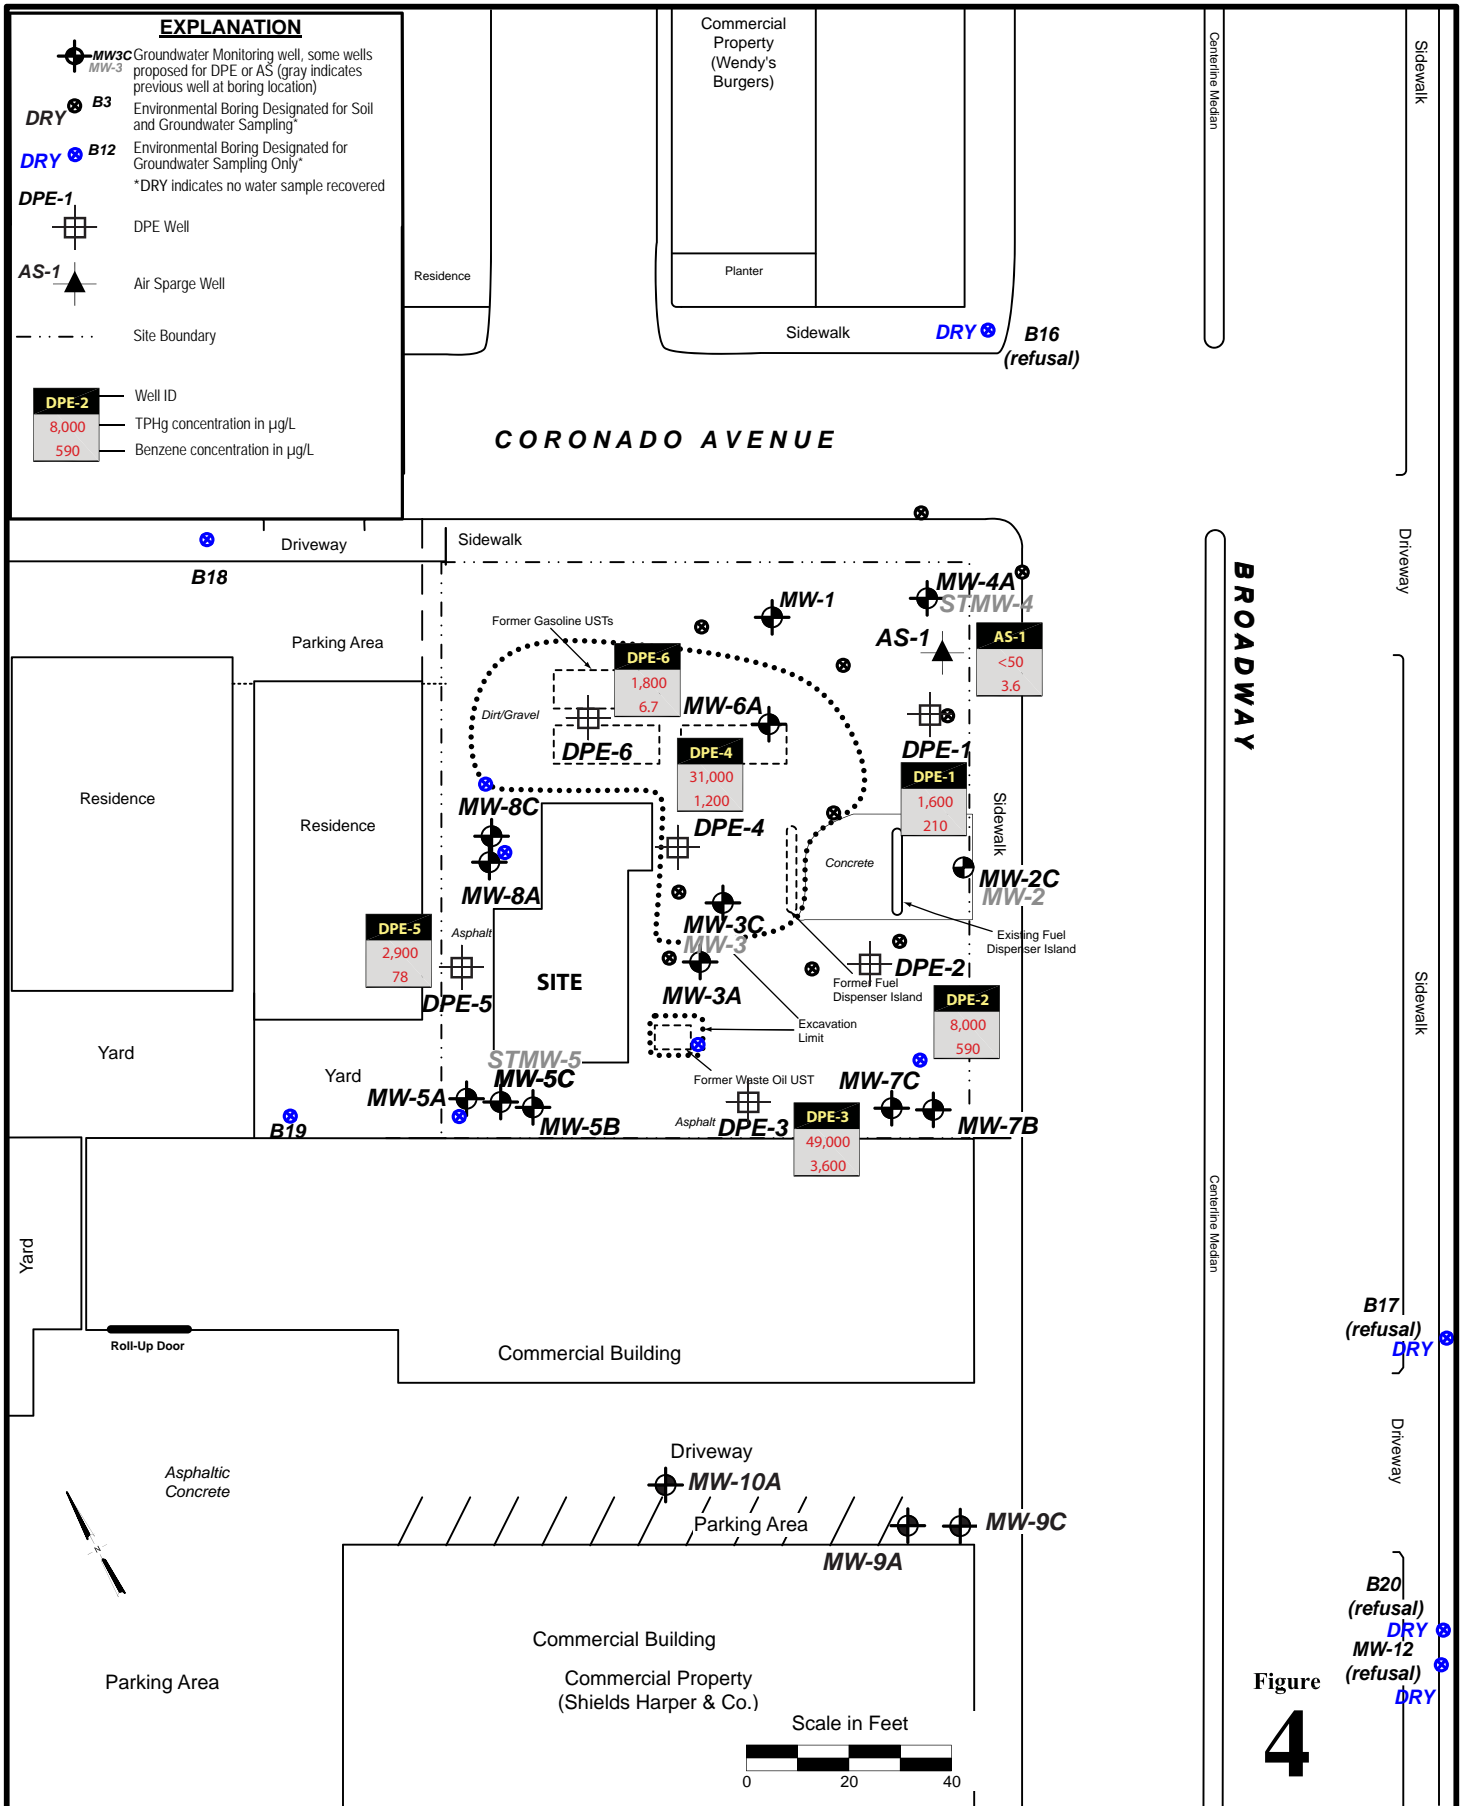 EXPLANATION
MW3C Groundwater Monitoring well, some wells
MW-3 proposed for DPE or AS (gray indicates
previous well at boring location)
B3 Environmental Boring Designated for Soil
DRY and Groundwater Sampling*
B12 Environmental Boring Designated for
DRY Groundwater Sampling Only*
*DRY indicates no water sample recovered
DPE-1
DPE Well
AS-1
Air Sparge Well
Site Boundary
DPE-2 Well ID
8,000 TPHg concentration in µg/L
590 Benzene concentration in µg/L
Commercial
Property
(Wendy's
Burgers)
Centerline Median
Sidewalk
Residence
Planter
Sidewalk
DRY
B16
(refusal)
CORONADO AVENUE
Driveway
Sidewalk
B18
Driveway
BROADWAY
MW-1
MW-4A
STMW-4
Former Gasoline USTs
Parking Area
AS-1
AS-1
<50
3.6
DPE-6
1,800
6.7
MW-6A
Dirt/Gravel
DPE-6
DPE-1
DPE-4
31,000
1,200
DPE-1
1,600
210
Residence
Residence
MW-8C
DPE-4
Sidewalk
Concrete
MW-2C
MW-2
MW-8A
MW-3C
MW-3
Existing Fuel
Dispenser Island
DPE-5
2,900
78
Asphalt
SITE
DPE-2
DPE-5
MW-3A
Former Fuel
Dispenser Island
DPE-2
8,000
590
Sidewalk
Excavation
Limit
Yard
Yard
STMW-5
MW-5C
MW-5A
MW-5B
Former Waste Oil UST
MW-7C
Asphalt
DPE-3
MW-7B
DPE-3
49,000
3,600
B19
Centerline Median
Yard
Roll-Up Door
Commercial Building
B17
(refusal)
DRY
Driveway
Driveway
MW-10A
Asphaltic
Concrete
Parking Area
MW-9C
MW-9A
N
B20
(refusal)
DRY
MW-12
(refusal)
DRY
Commercial Building
Commercial Property
(Shields Harper & Co.)
Parking Area
Scale in Feet
0 20 40
Figure
4